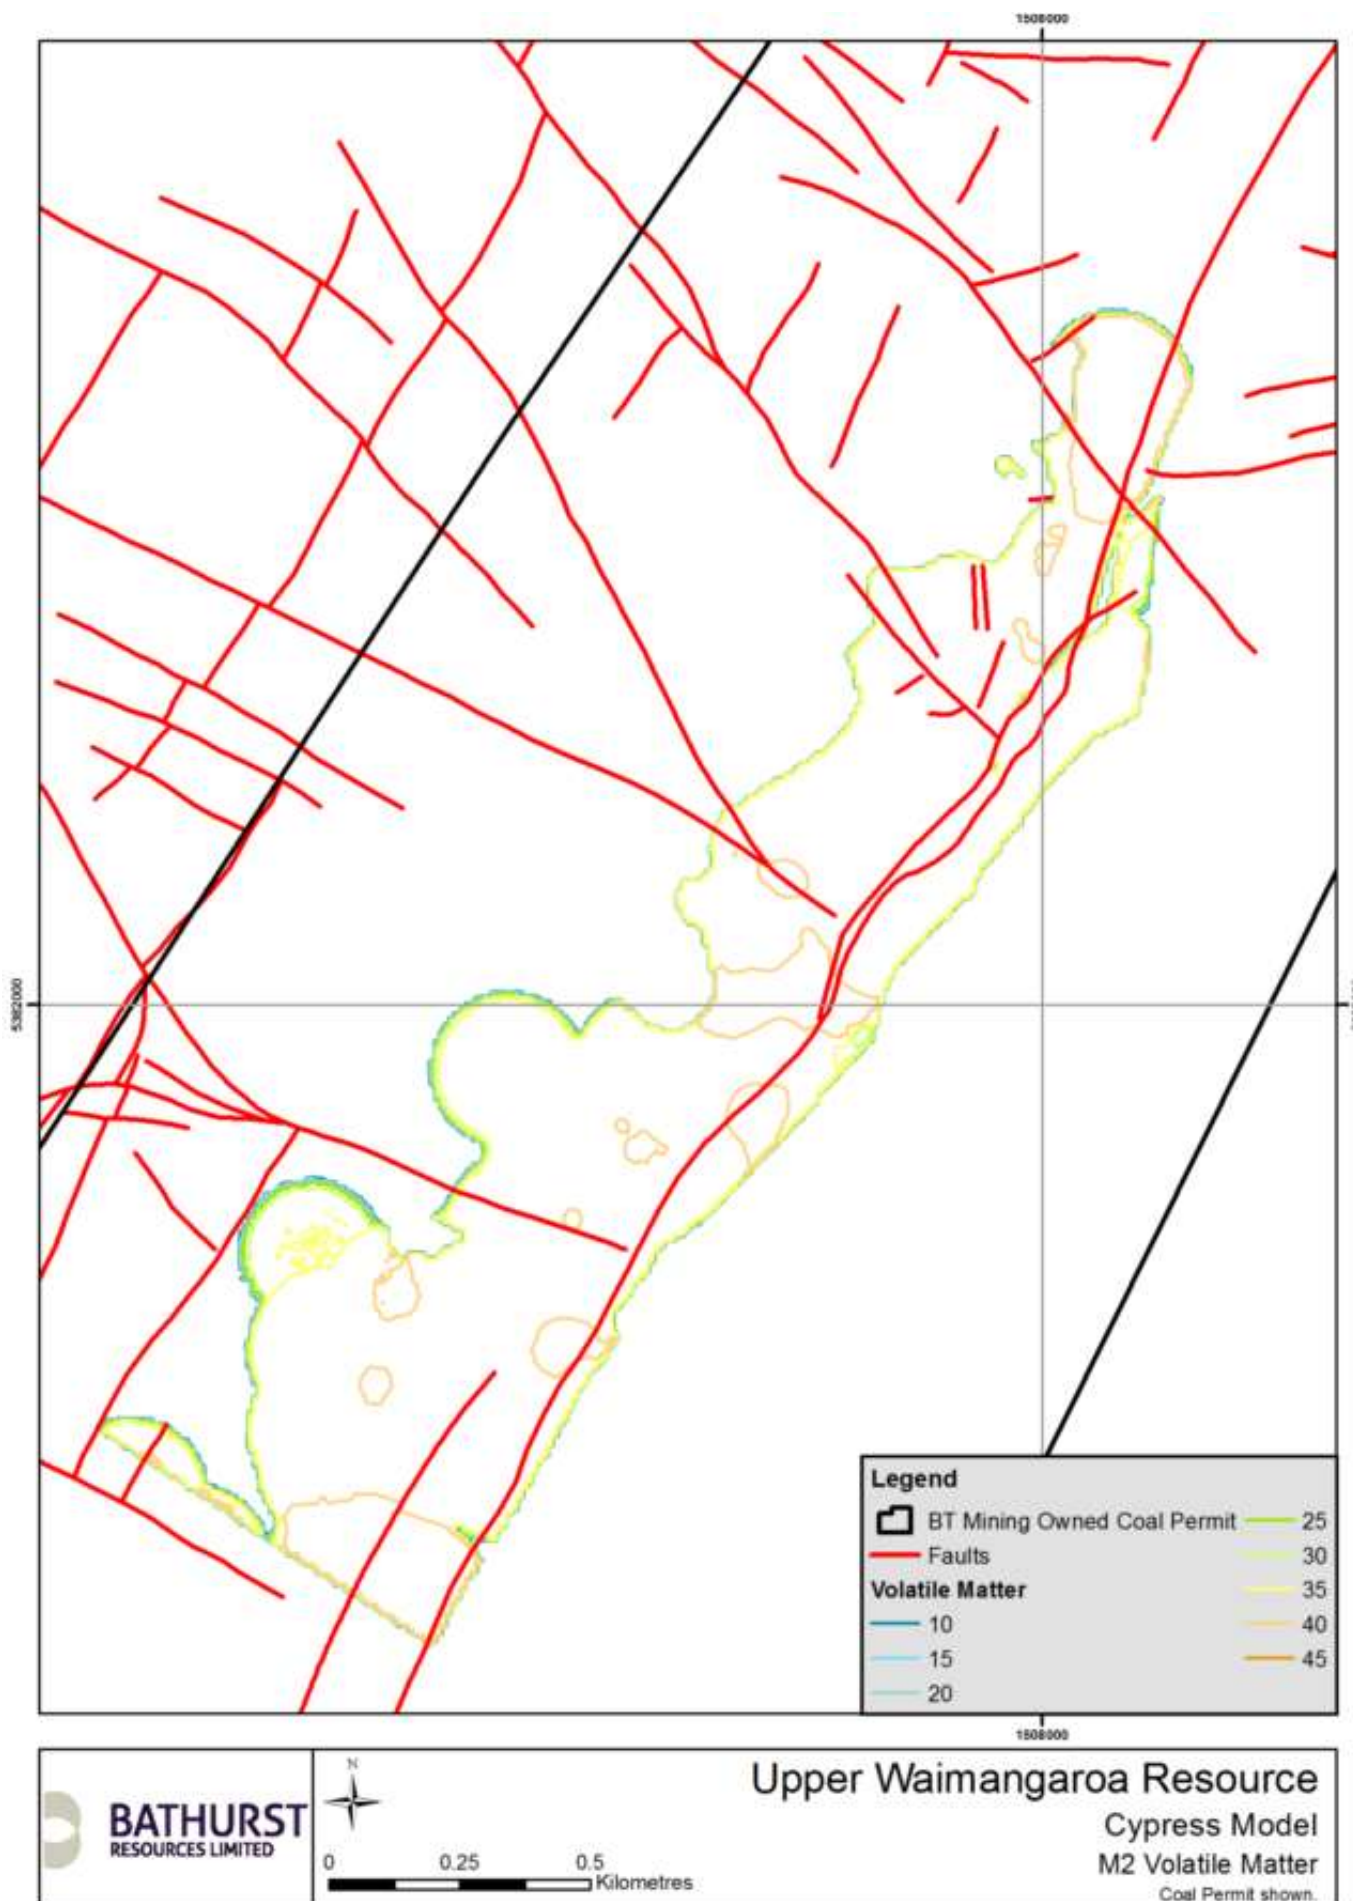 1508000
5382000
Legend
BT Mining Owned Coal Permit
Faults
Volatile Matter
10
15
20
25
30
35
40
45
1508000
BATHURST
RESOURCES LIMITED
N
0 0.25 0.5
Kilometres
Upper Waimangaroa Resource
Cypress Model
M2 Volatile Matter
Coal Permit shown.